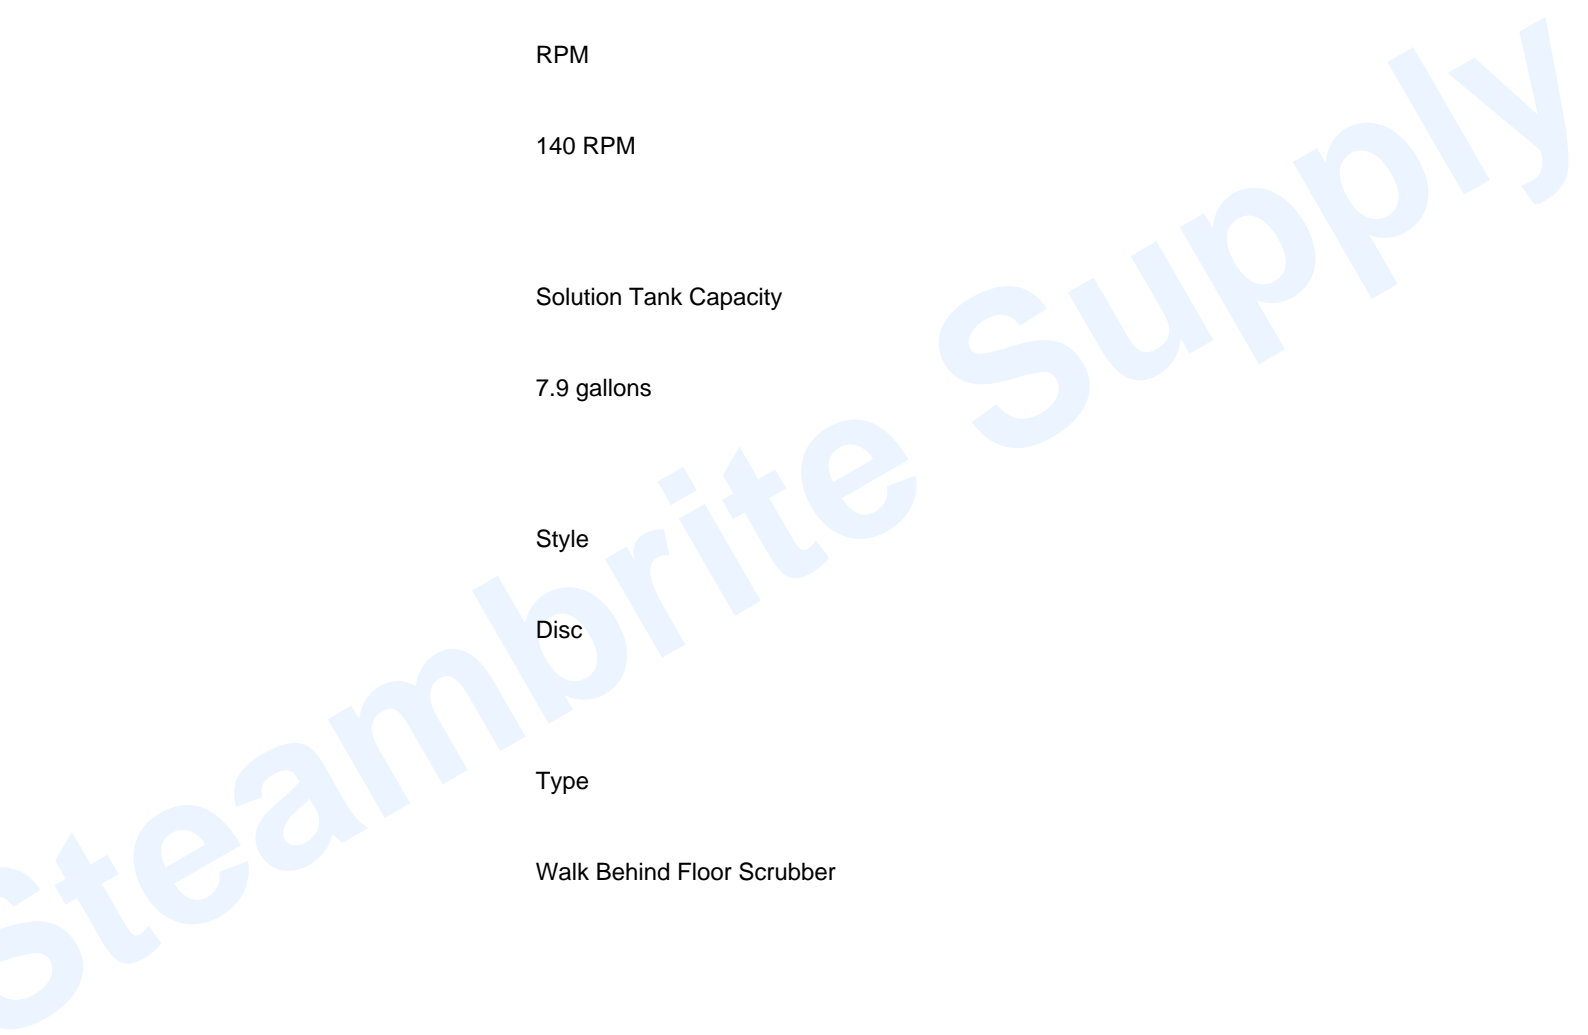 RPM
140 RPM
Solution Tank Capacity
7.9 gallons
Style
Disc
Type
Walk Behind Floor Scrubber
Steambrite Supply